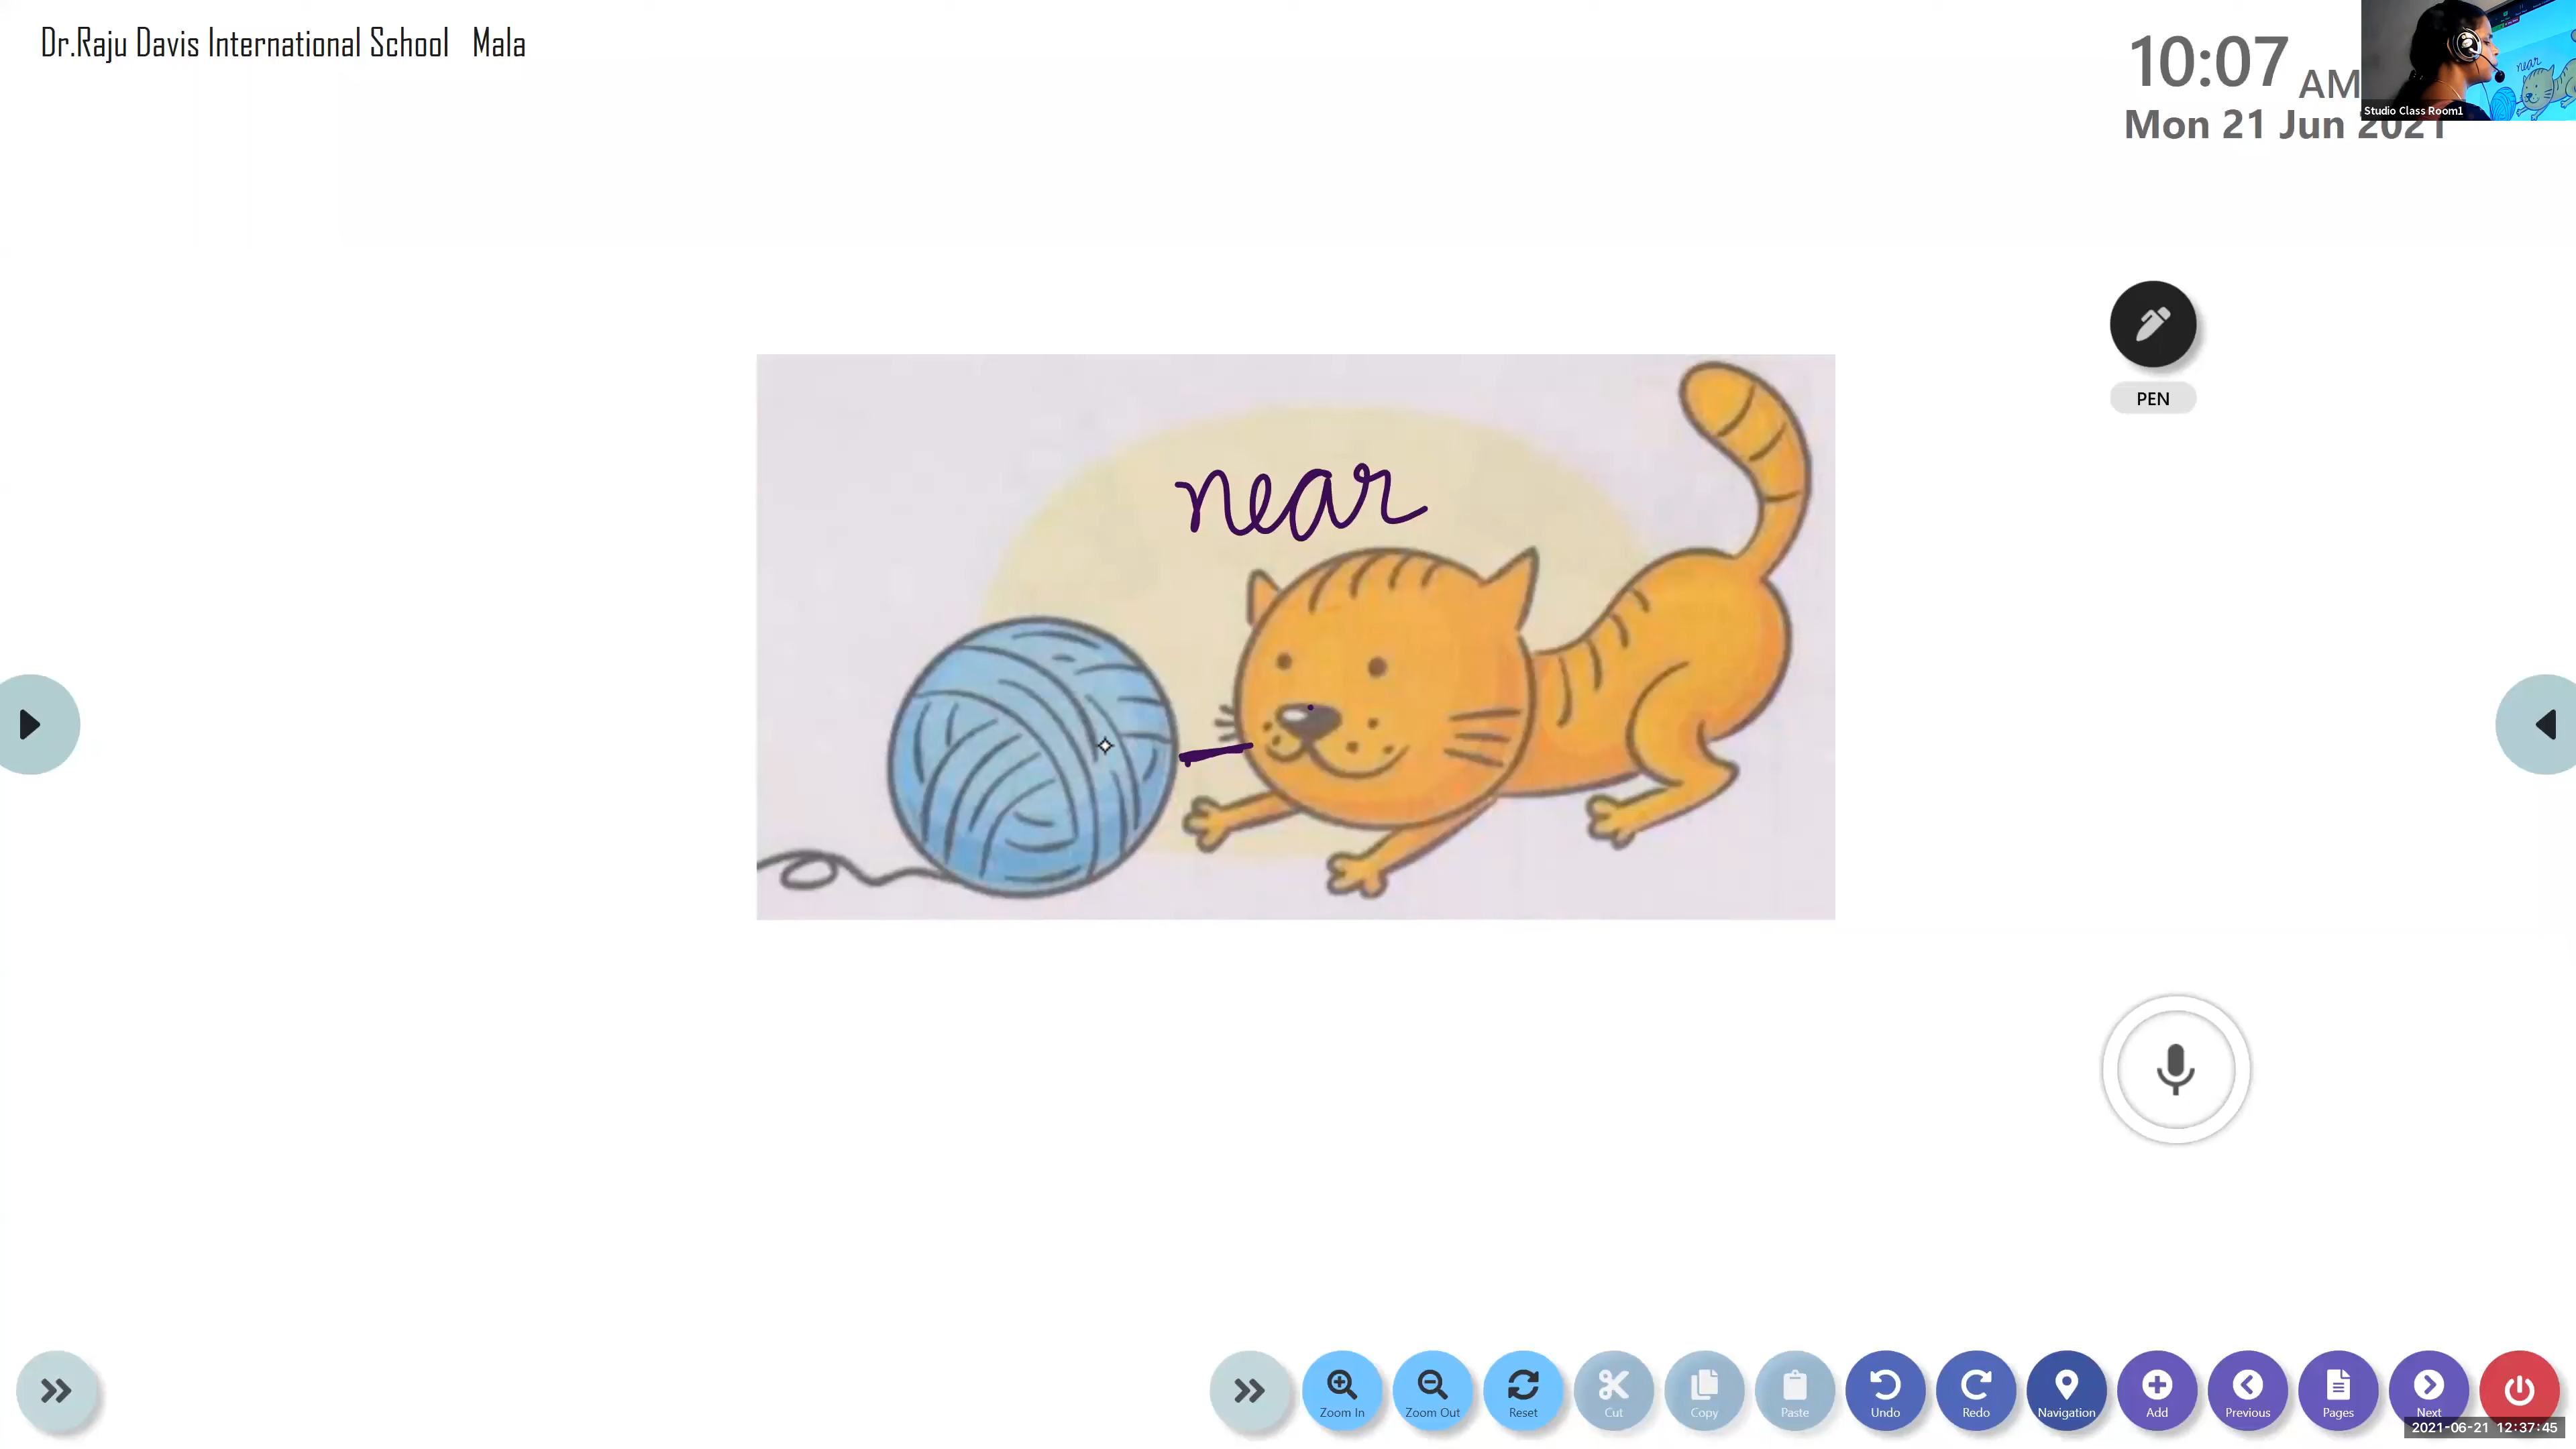 Dr.Raju Davis International School Mala
10:07 AM
Mon 21 Jun 2021
near
Studio Class Room1
PEN
near
Zoom In
Zoom Out
Reset
Cut
Copy
Paste
Undo
Redo
Navigation
Add
Previous
Pages
Next
2021-06-21 12:37:45